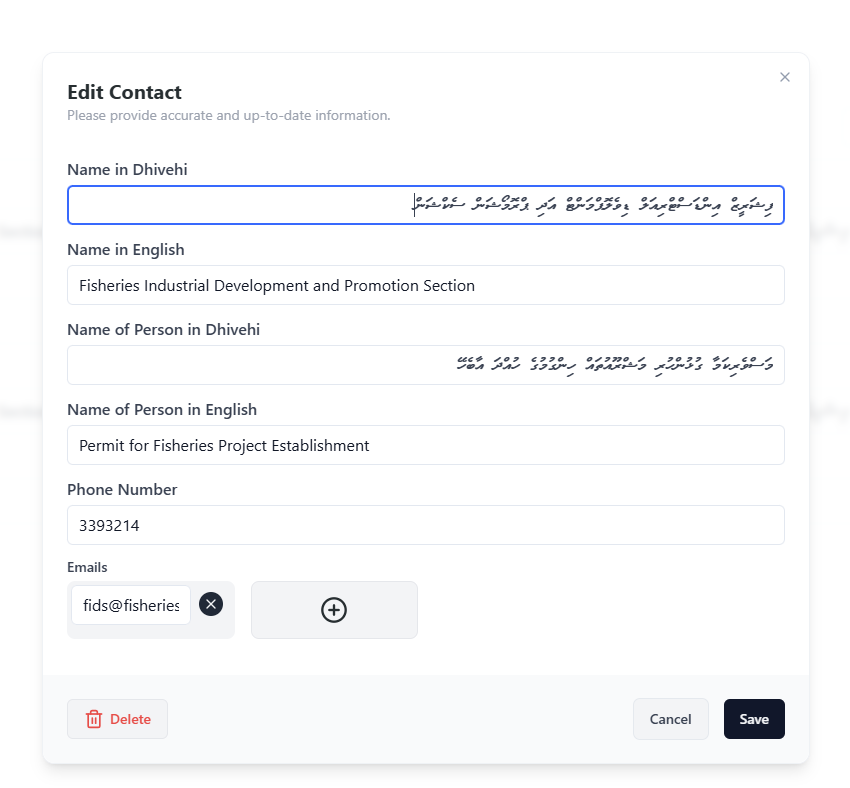 Edit Contact
Please provide accurate and up-to-date information.
Name in Dhivehi
ފިޝަރީޒް އިންޑަސްޓްރިއަލް ޑިވެލޮޕްމަންޓް އަދި ޕްރޮމޯޝަން ސެކްޝަން
Name in English
Fisheries Industrial Development and Promotion Section
Name of Person in Dhivehi
މަސްވެރިކަމާ ގުޅުންހުރި މަޝްރޫއުތައް ހިންގުމުގެ ހުއްދަ އާބެހޭ
Name of Person in English
Permit for Fisheries Project Establishment
Phone Number
3393214
Emails
fids@fisheries
Delete
Cancel
Save